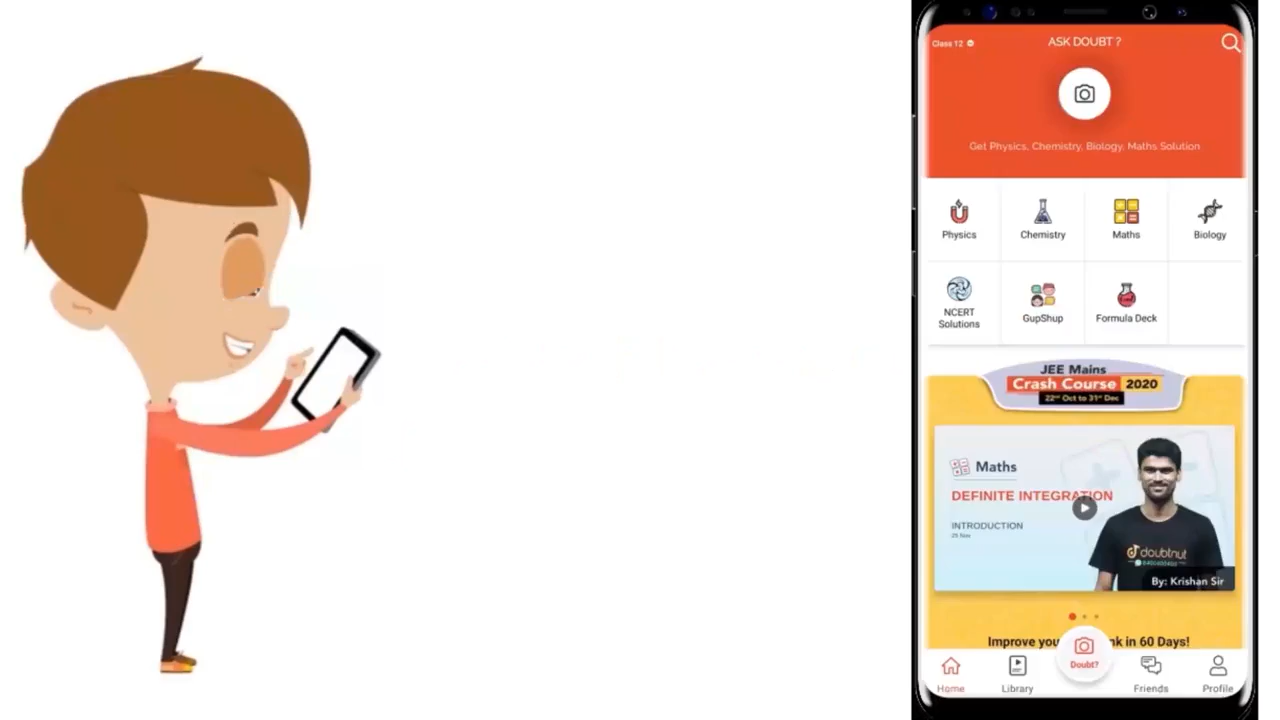 Class 12
ASK DOUBT ?
Get Physics, Chemistry, Biology, Maths Solution
Physics
Chemistry
Maths
Biology
NCERT
Solutions
GupShup
Formula Deck
JEE Mains
Crash Course 2020
22nd Oct to 31st Dec
Maths
DEFINITE INTEGRATION
INTRODUCTION
doubtnut
By: Krishan Sir
Improve you nk in 60 Days!
Doubt?
Home
Library
Friends
Profile